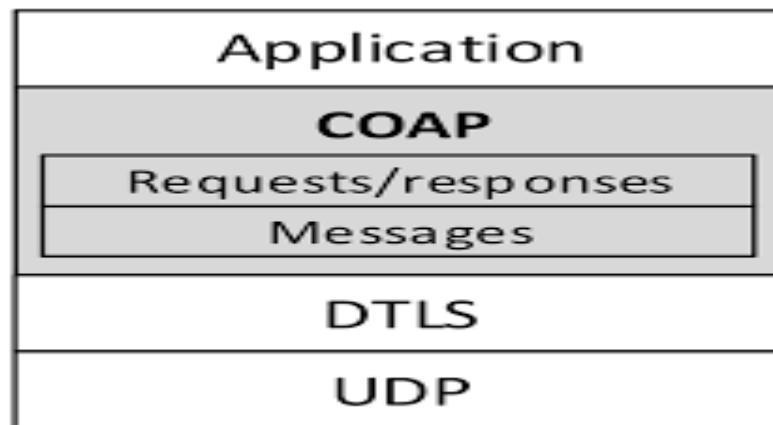 Application
COAP
Requests/responses
Messages
DTLS
UDP